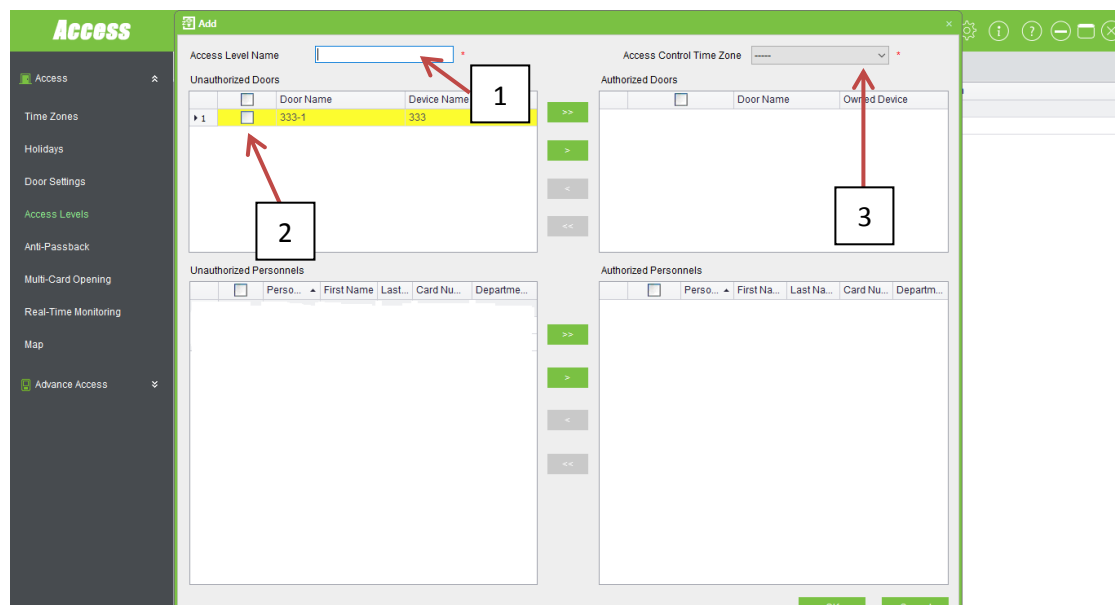 Access
Add
Access Level Name
*
Access Control Time Zone
-----
*
Access
Unauthorized Doors
Authorized Doors
Door Name
Device Name
1
Door Name
Owned Device
1
333-1
333
>>
Time Zones
Holidays
>
Door Settings
<
Access Levels
2
<<
3
Anti-Passback
Unauthorized Personnels
Authorized Personnels
Multi-Card Opening
Perso...
First Name
Last...
Card Nu...
Departme...
Perso...
First Na...
Last Na...
Card Nu...
Departm...
Real-Time Monitoring
>>
Map
>
Advance Access
<
<<